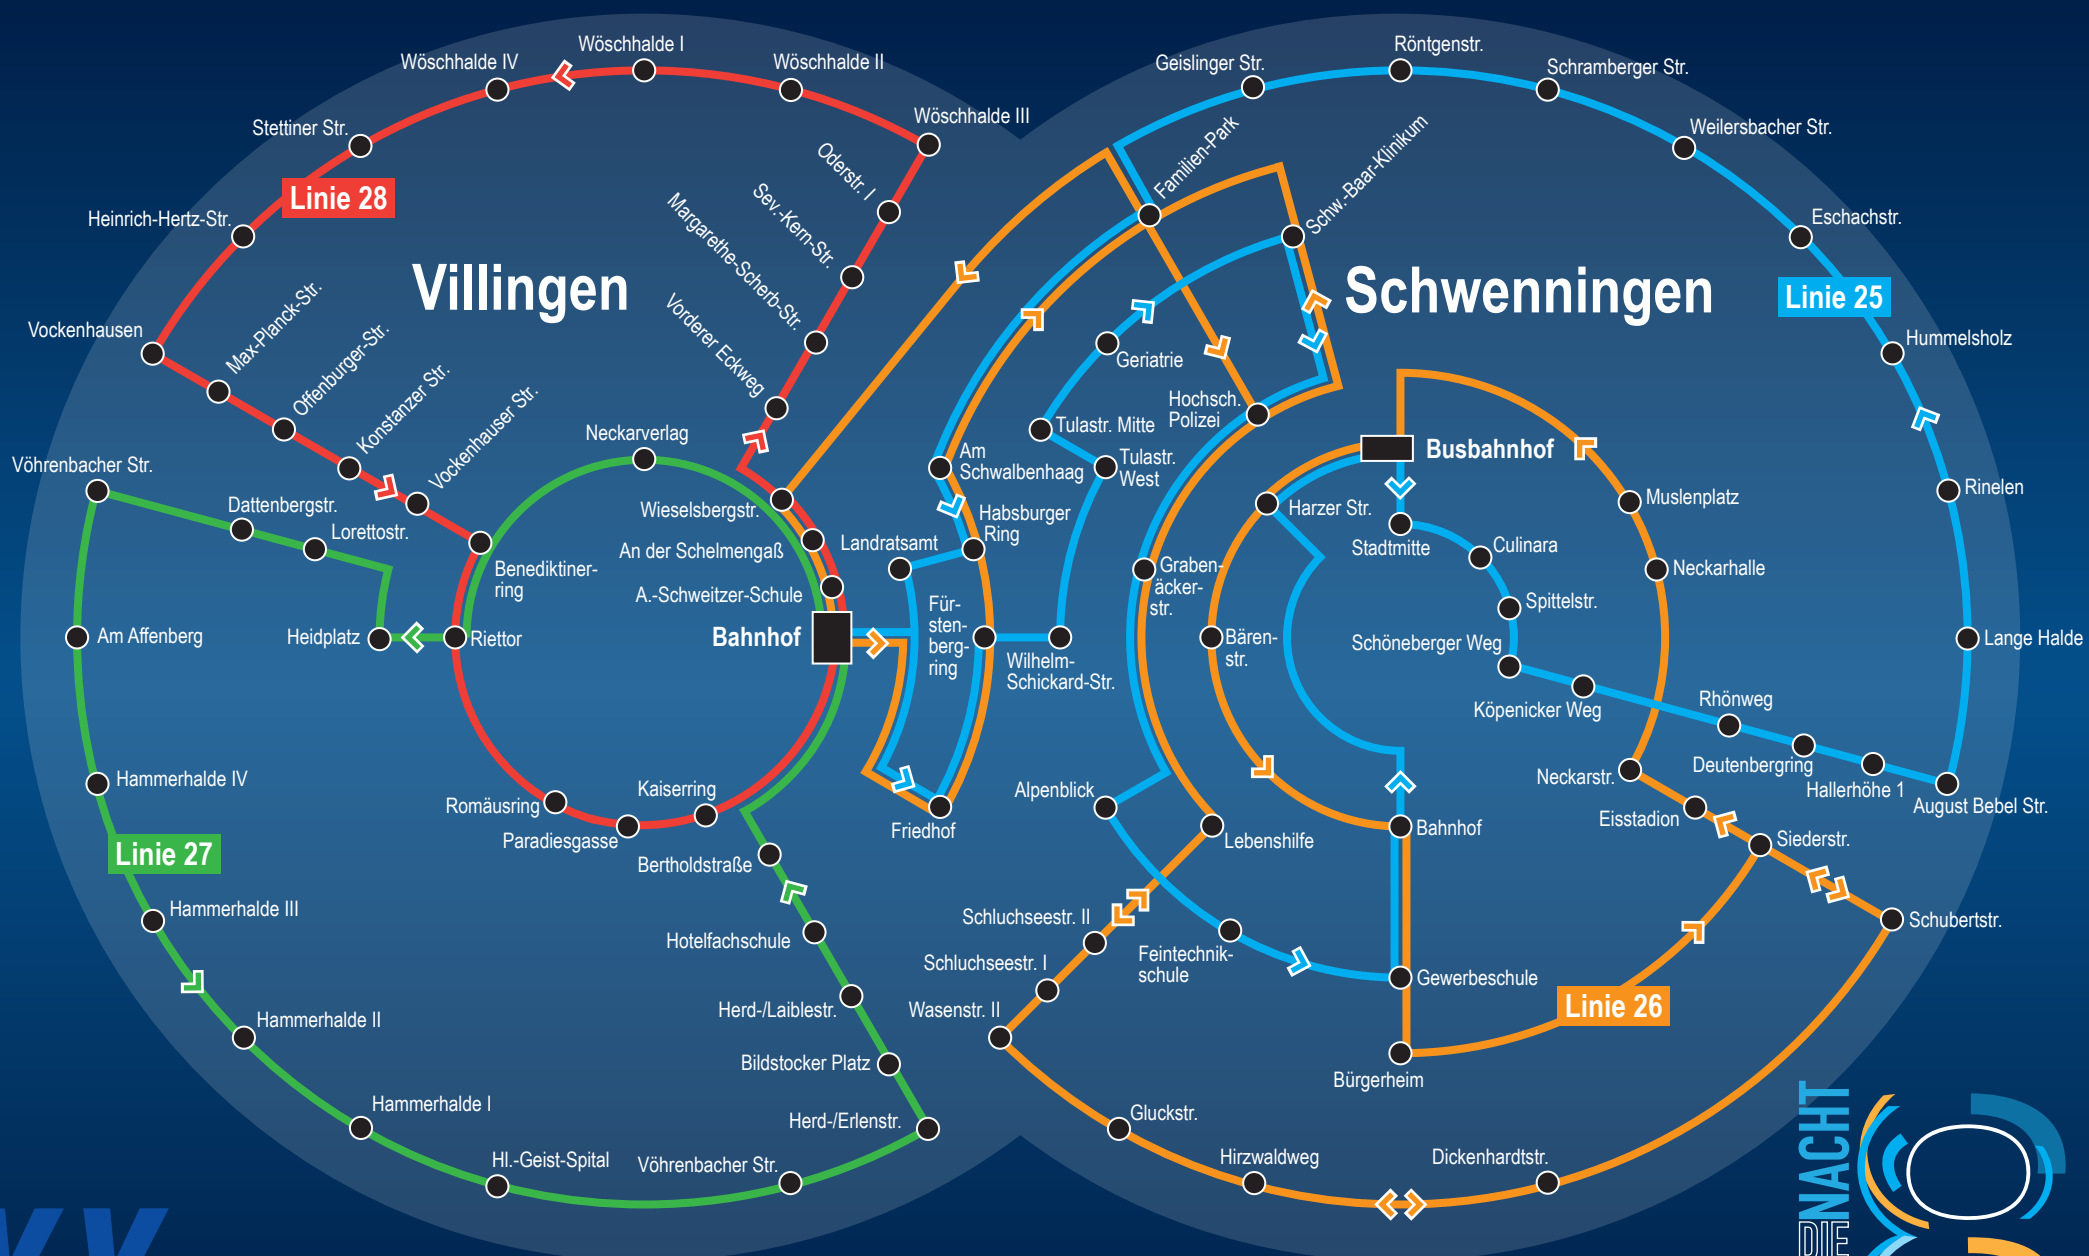 Wöschhalde IV
Wöschhalde I
Wöschhalde II
Wöschhalde III
Stettiner Str.
Linie 28
Heinrich-Hertz-Str.
Vockenhausen
Max-Planck-Str.
Offenburger-Str.
Konstanzer Str.
Vockenhauser Str.
Villingen
Oderstr. I
Sev.-Kern-Str.
Margarethe-Scherb-Str.
Vorderer Eckweg
Neckarverlag
Wieselsbergstr.
An der Schelmengaß
A.-Schweitzer-Schule
Bahnhof
Benediktiner-
ring
Riettor
Heidplatz
Lorettostr.
Dattenbergstr.
Vöhrenbacher Str.
Am Affenberg
Hammerhalde IV
Linie 27
Hammerhalde III
Hammerhalde II
Hammerhalde I
Hl.-Geist-Spital
Vöhrenbacher Str.
Herd-/Erlenstr.
Bildstocker Platz
Herd-/Laiblestr.
Hotelfachschule
Bertholdstraße
Kaiserring
Paradiesgasse
Romäusring
Geislinger Str.
Röntgenstr.
Schramberger Str.
Weilersbacher Str.
Eschachstr.
Linie 25
Hummelsholz
Rinelen
Lange Halde
August Bebel Str.
Hallerhöhe 1
Deutenbergring
Rhönweg
Köpenicker Weg
Schöneberger Weg
Spittelstr.
Culinara
Stadtmitte
Busbahnhof
Schwenningen
Familien-Park
Schw.-Baar-Klinikum
Geriatrie
Tulastr. Mitte
Tulastr.
West
Hochsch.
Polizei
Am
Schwalbenhaag
Habsburger
Ring
Landratsamt
Für-
sten-
berg-
ring
Wilhelm-
Schickard-Str.
Friedhof
Graben-
äcker-
str.
Harzer Str.
Bären-
str.
Muslenplatz
Neckarhalle
Neckarstr.
Eisstadion
Siederstr.
Schubertstr.
Alpenblick
Lebenshilfe
Bahnhof
Schluchseestr. II
Schluchseestr. I
Wasenstr. II
Feintechnik-
schule
Gewerbeschule
Linie 26
Bürgerheim
Gluckstr.
Hirzwaldweg
Dickenhardtstr.
DIE NACHT